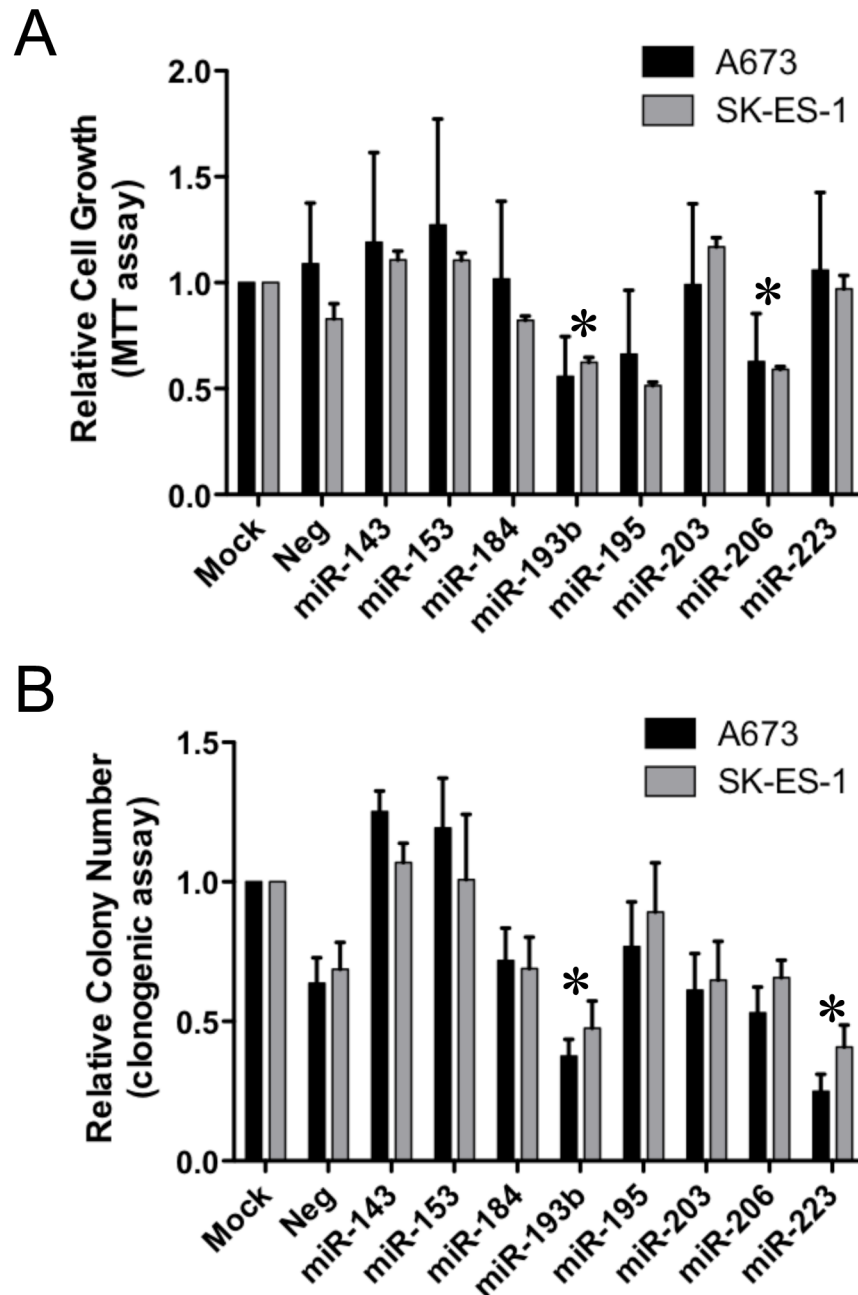 A
A673
SK-ES-1
Relative Cell Growth
(MTT assay)
2.0
1.5
1.0
0.5
0.0
*
*
Mock
Neg
miR-143
miR-153
miR-184
miR-193b
miR-195
miR-203
miR-206
miR-223
B
A673
SK-ES-1
Relative Colony Number
(clonogenic assay)
1.5
1.0
0.5
0.0
*
*
Mock
Neg
miR-143
miR-153
miR-184
miR-193b
miR-195
miR-203
miR-206
miR-223